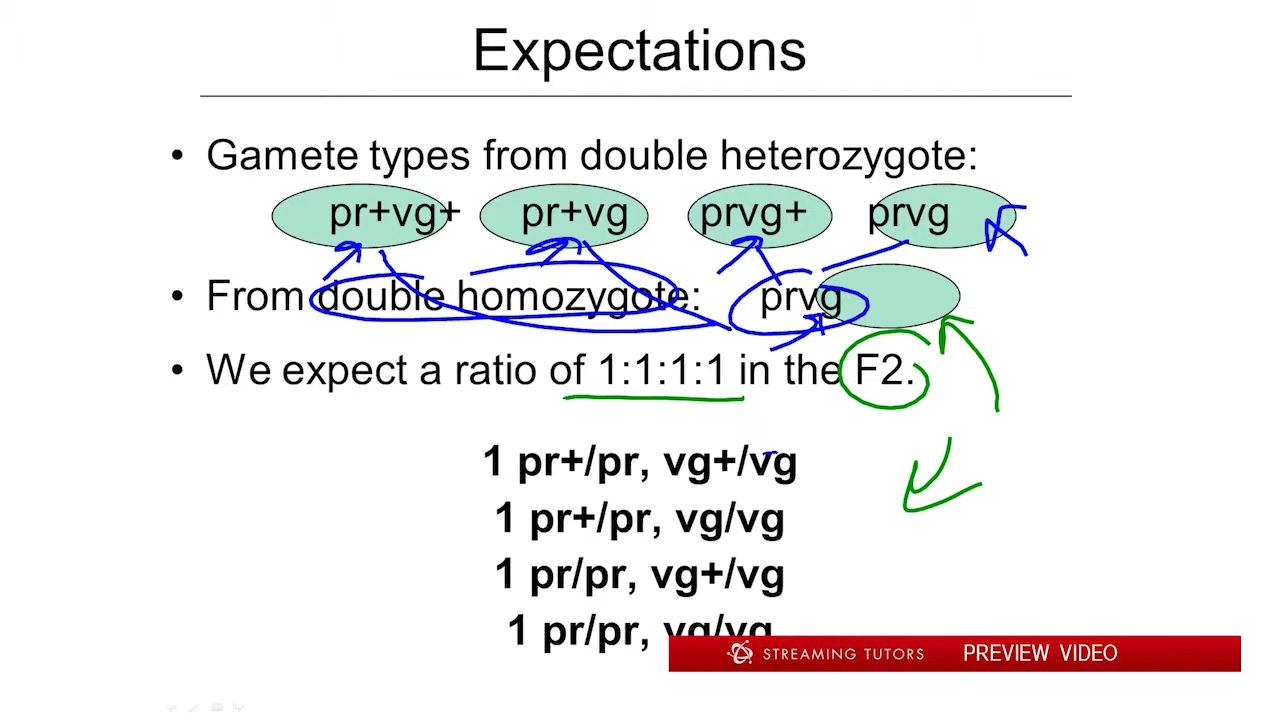 Expectations
• Gamete types from double heterozygote:
pr+vg+ pr+vg prvg+ prvg
• From double homozygote: prvg
• We expect a ratio of 1:1:1:1 in the F2.
1 pr+/pr, vg+/vg
1 pr+/pr, vg/vg
1 pr/pr, vg+/vg
1 pr/pr, vg/vg
STREAMING TUTORS PREVIEW VIDEO